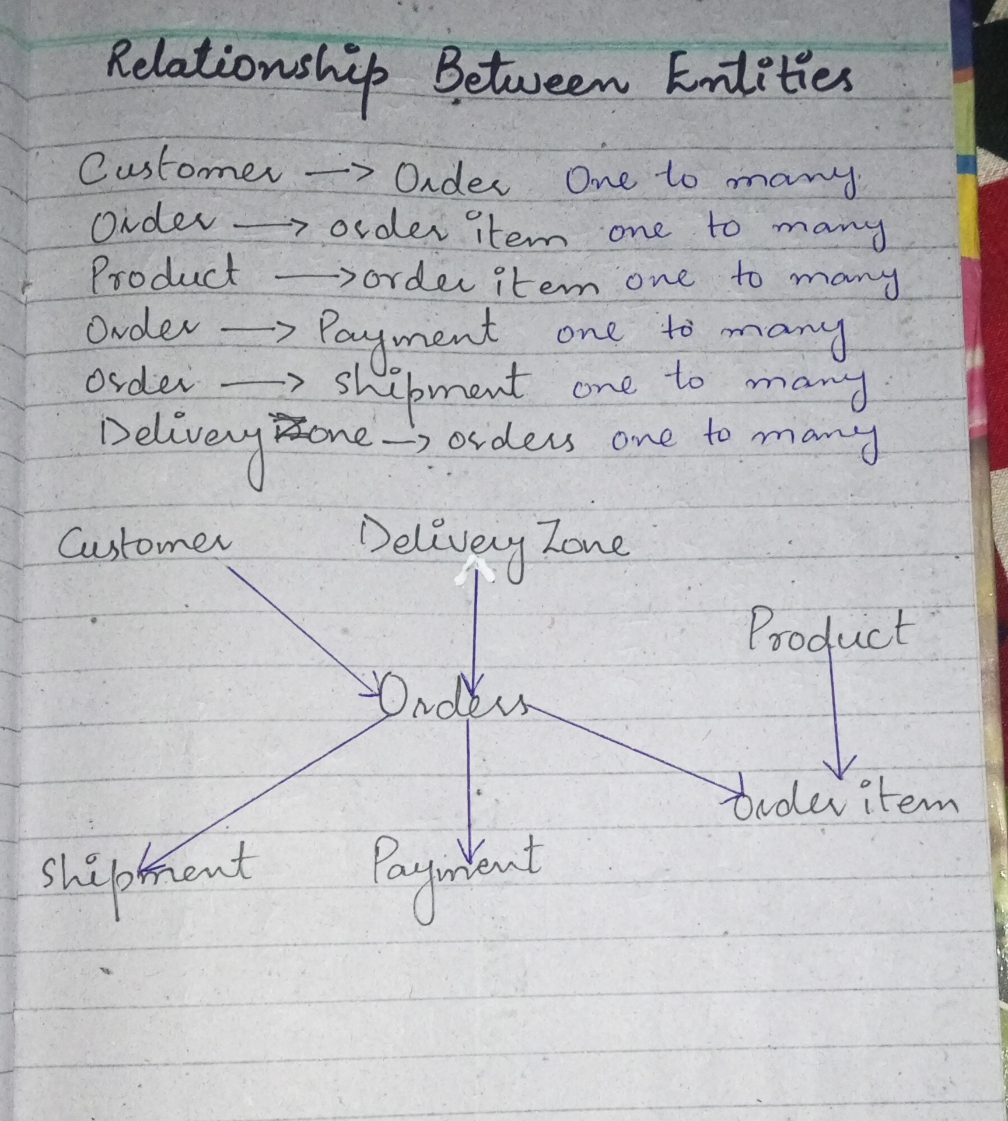 Relationship Between Entities
Customer —> Order One to many.
Order —> order item one to many
Product —> order item one to many
Order —> Payment one to many
Order —> Shipment one to many.
Delivery Zone —> orders one to many
Customer Delivery Zone
Product
Orders
Order item
Shipment Payment